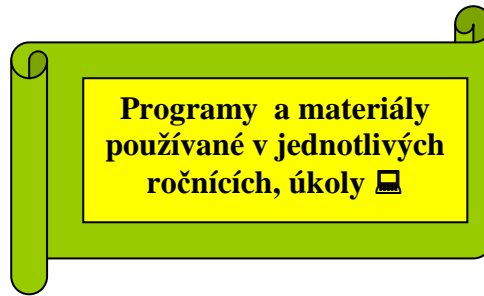 Programy a materiály
používané v jednotlivých
ročnících, úkoly 💻